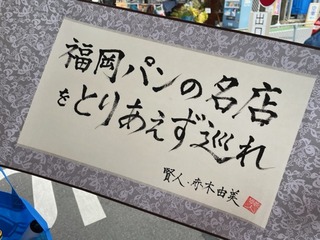 福岡パンの名店
をとりあえず巡れ
賢人・舟木由美